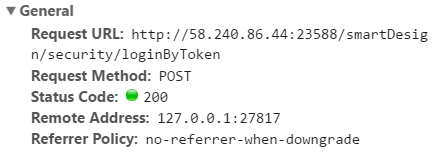 ▼ General
Request URL: http://58.240.86.44:23588/smartDesig
n/security/loginByToken
Request Method: POST
Status Code: 200
Remote Address: 127.0.0.1:27817
Referrer Policy: no-referrer-when-downgrade